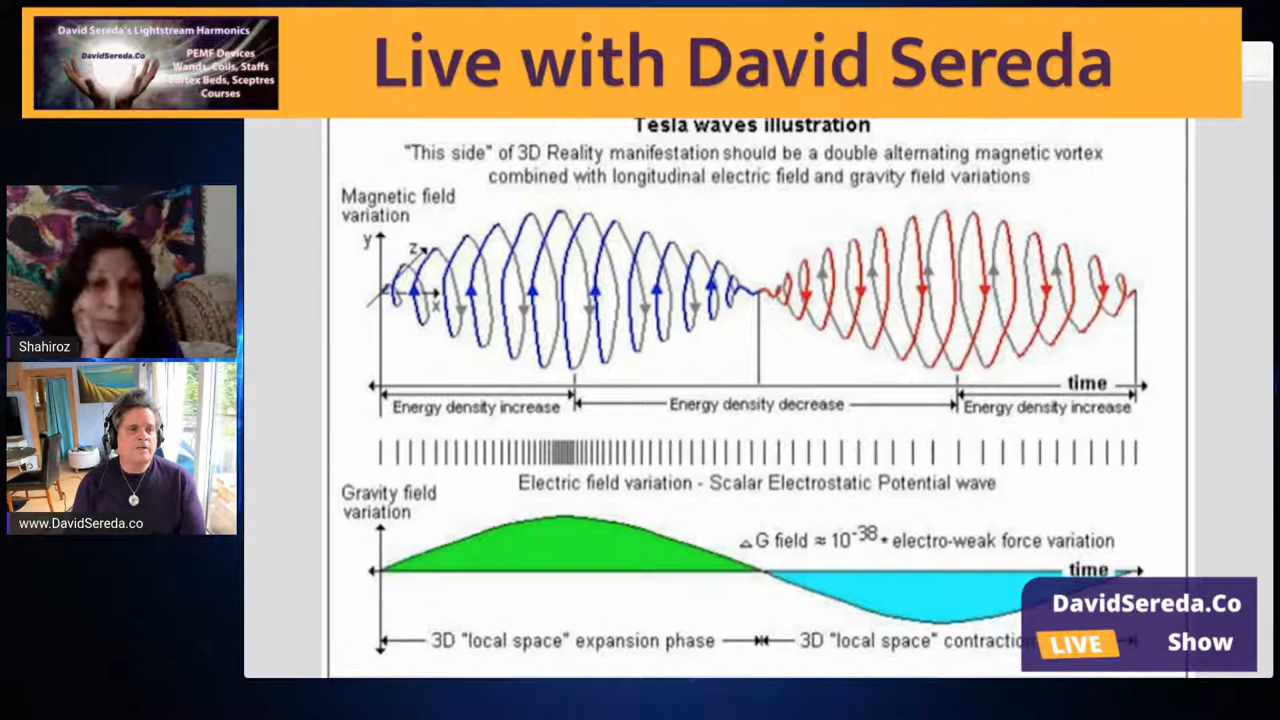 David Sereda's Lightstream Harmonics
DavidSereda.Co
PEMF Devices
Wands, Coils, Staffs
Vortex Beds, Sceptres
Courses
Live with David Sereda
Tesla waves illustration
"This side" of 3D Reality manifestation should be a double alternating magnetic vortex
combined with longitudinal electric field and gravity field variations
Magnetic field
variation
y
z
x
time
Energy density increase
Energy density decrease
Energy density increase
Electric field variation - Scalar Electrostatic Potential wave
Gravity field
variation
△G field ≈ 10^-38 * electro-weak force variation
time
3D "local space" expansion phase
3D "local space" contraction
Shahiroz
www.DavidSereda.co
DavidSereda.Co
LIVE Show